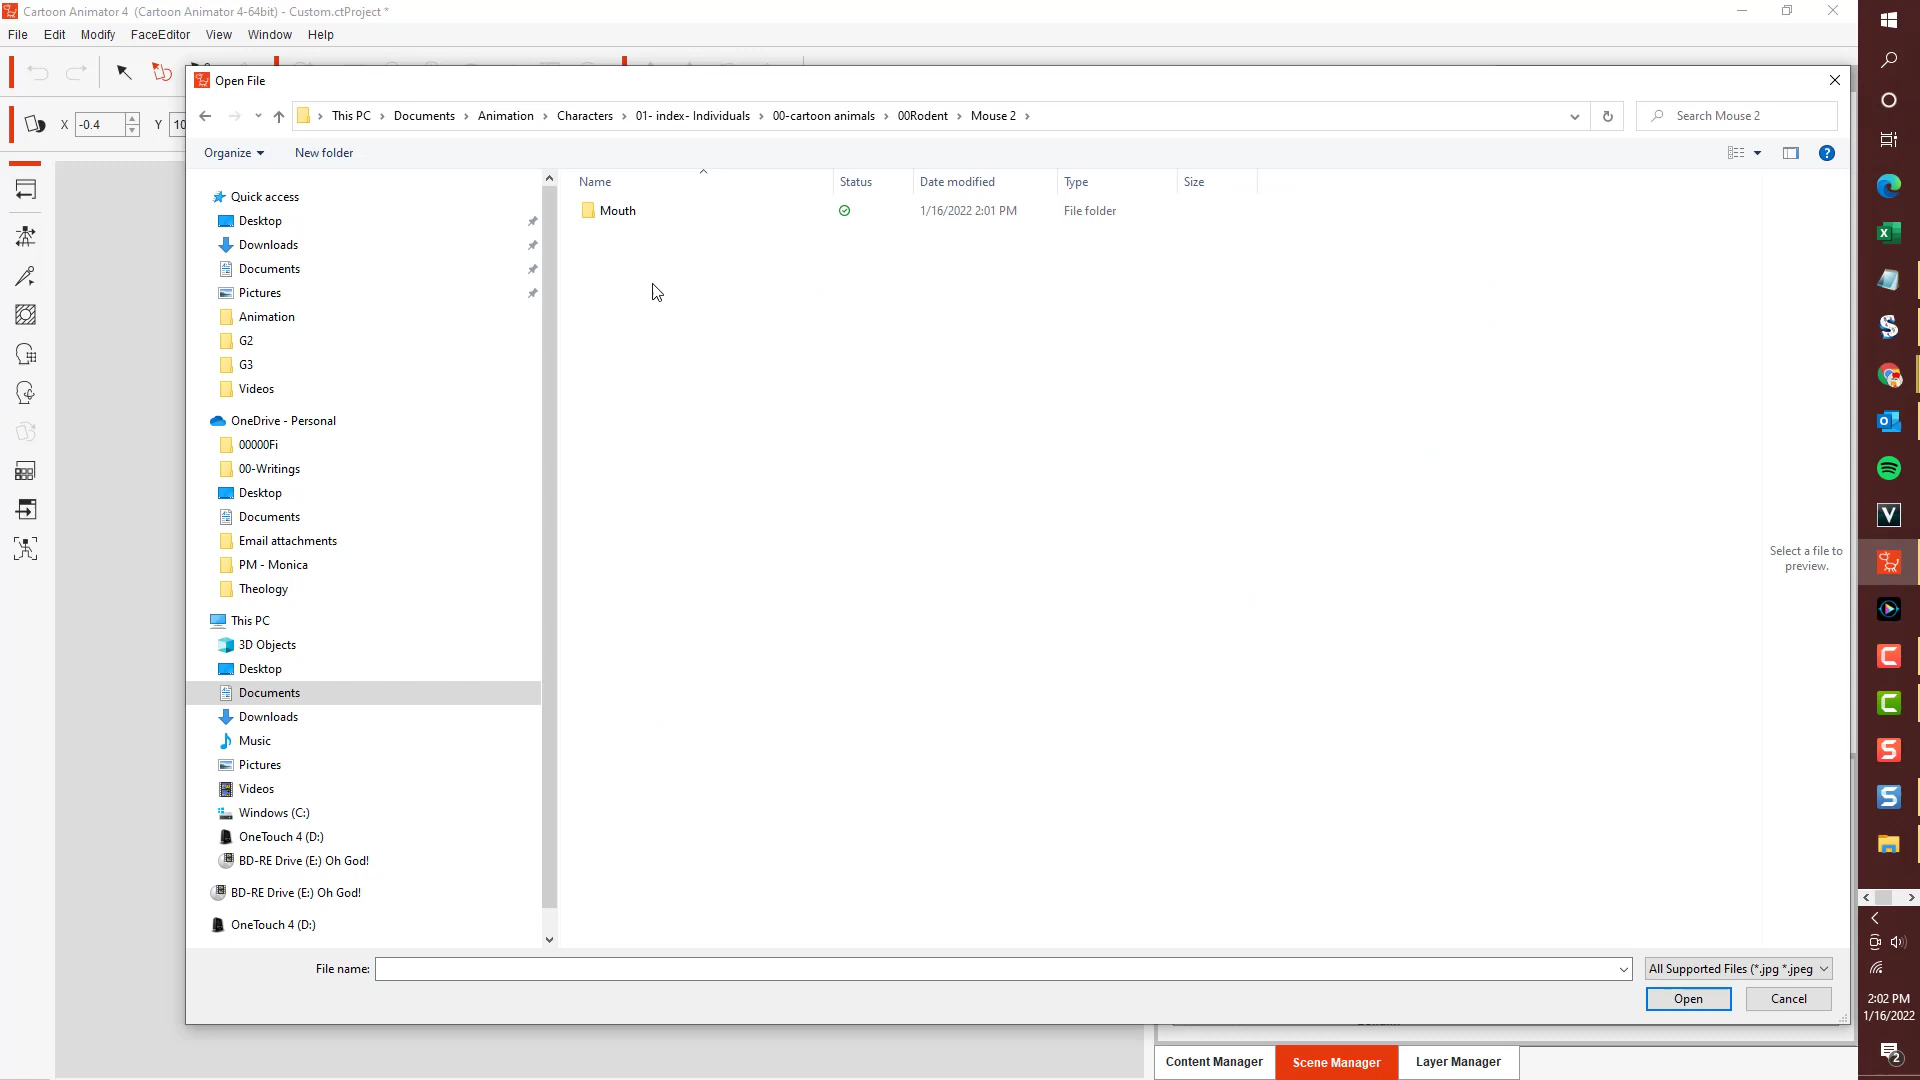 Cartoon Animator 4  (Cartoon Animator 4-64bit) - Custom.ctProject *
File Edit Modify FaceEditor View Window Help
Open File
X -0.4 Y 10
This PC > Documents > Animation > Characters > 01- index- Individuals > 00-cartoon animals > 00Rodent > Mouse 2 >
Search Mouse 2
Organize New folder
Name Status Date modified Type Size
Mouth 1/16/2022 2:01 PM File folder
Quick access
Desktop
Downloads
Documents
Pictures
Animation
G2
G3
Videos
OneDrive - Personal
00000Fi
00-Writings
Desktop
Documents
Email attachments
PM - Monica
Theology
This PC
3D Objects
Desktop
Documents
Downloads
Music
Pictures
Videos
Windows (C:)
OneTouch 4 (D:)
BD-RE Drive (E:) Oh God!
BD-RE Drive (E:) Oh God!
OneTouch 4 (D:)
Select a file to
preview.
File name:
All Supported Files (*.jpg *.jpeg
Open Cancel
Content Manager Scene Manager Layer Manager
2:02 PM
1/16/2022
2